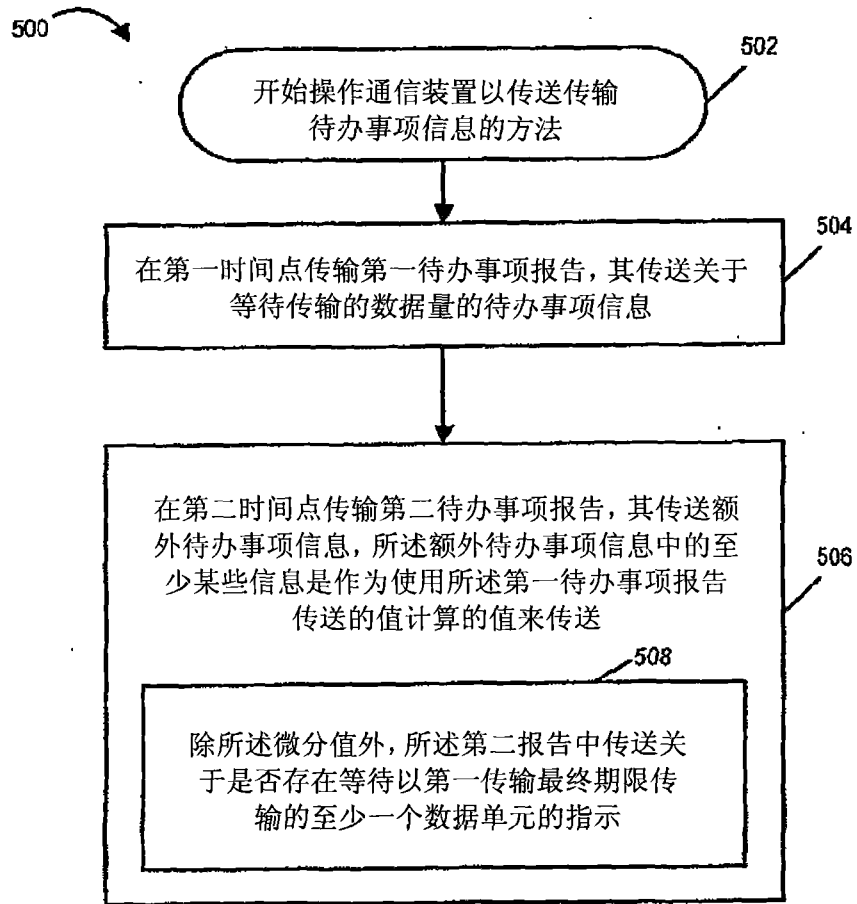 500
502
开始操作通信装置以传送传输
待办事项信息的方法
504
在第一时间点传输第一待办事项报告，其传送关于
等待传输的数据量的待办事项信息
506
在第二时间点传输第二待办事项报告，其传送额
外待办事项信息，所述额外待办事项信息中的至
少某些信息是作为使用所述第一待办事项报告
传送的值计算的值来传送
508
除所述微分值外，所述第二报告中传送关
于是否存在等待以第一传输最终期限传
输的至少一个数据单元的指示